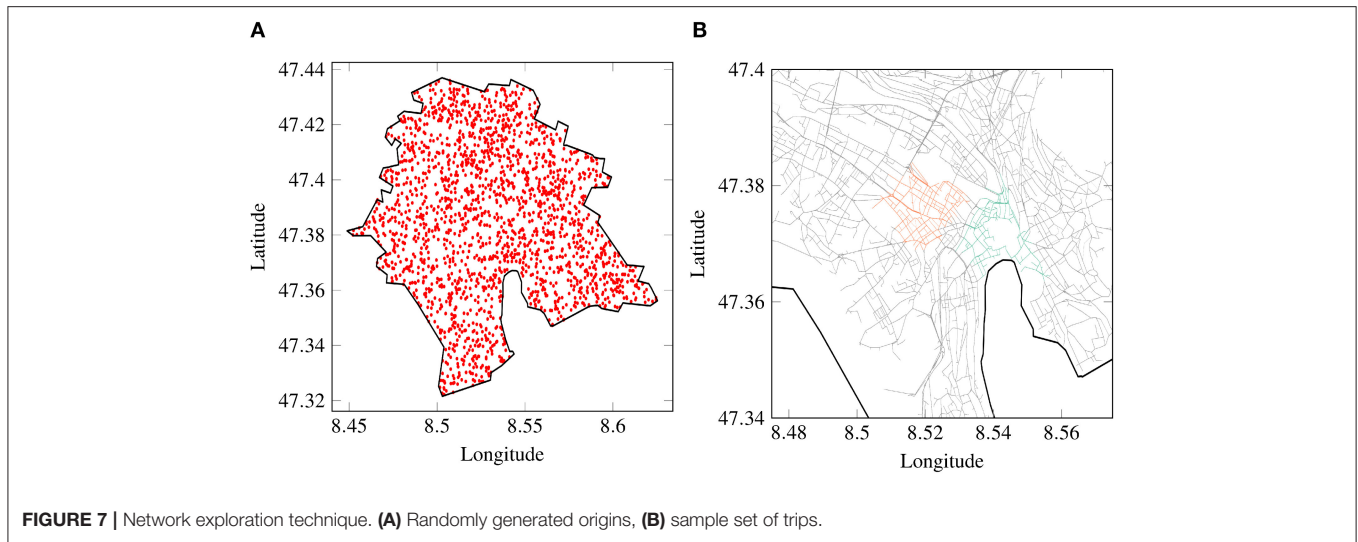 A
47.44
47.42
47.4
47.38
47.36
47.34
47.32
Latitude
8.45
8.5
8.55
8.6
Longitude
B
47.4
47.38
47.36
47.34
Latitude
8.48
8.5
8.52
8.54
8.56
Longitude
FIGURE 7 | Network exploration technique. (A) Randomly generated origins, (B) sample set of trips.